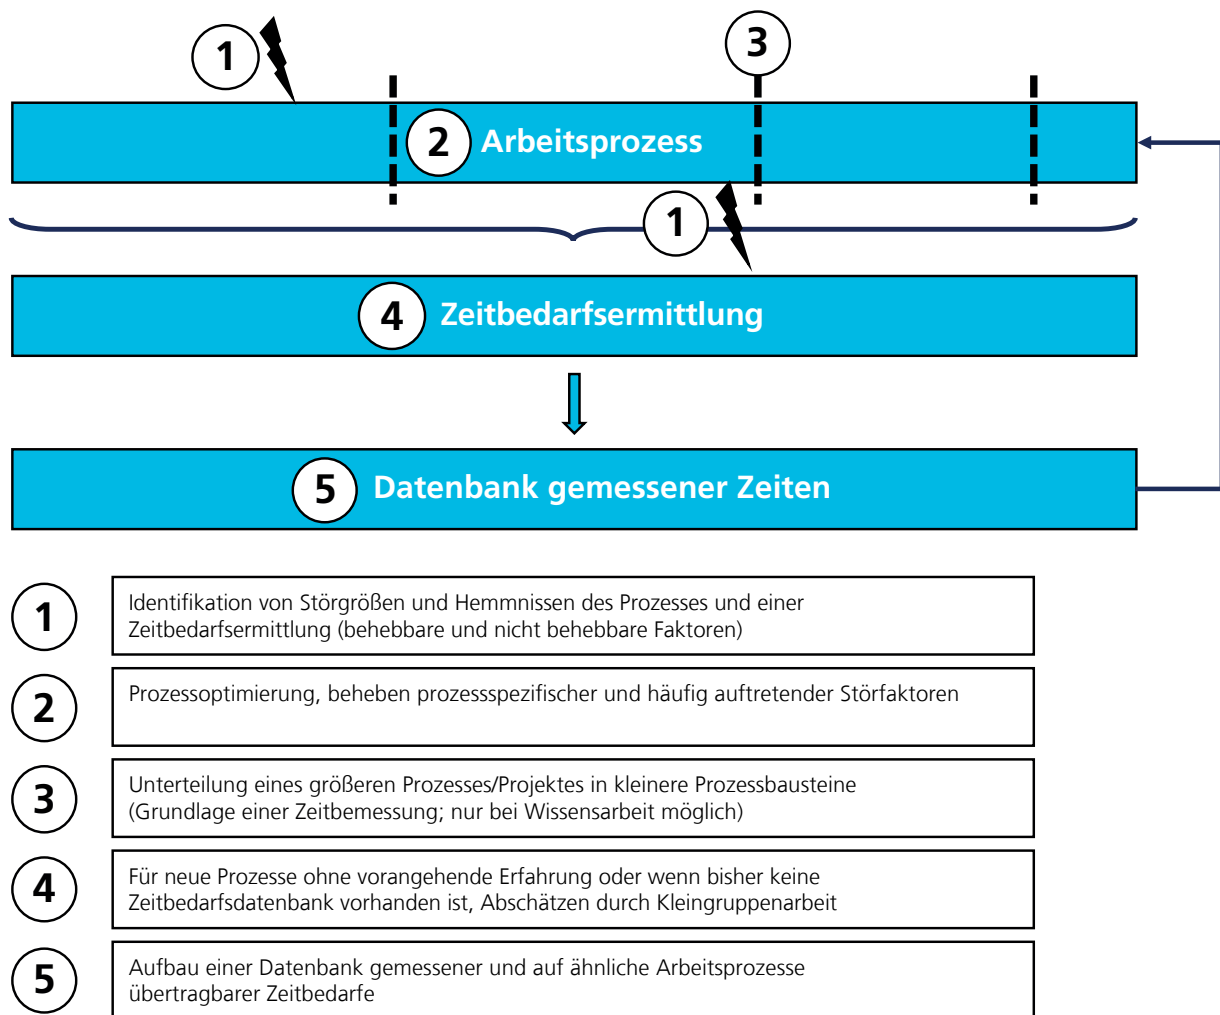 1
3
2 Arbeitsprozess
1
4 Zeitbedarfsermittlung
5 Datenbank gemessener Zeiten
1
Identifikation von Störgrößen und Hemmnissen des Prozesses und einer
Zeitbedarfsermittlung (behebbare und nicht behebbare Faktoren)
2
Prozessoptimierung, beheben prozessspezifischer und häufig auftretender Störfaktoren
3
Unterteilung eines größeren Prozesses/Projektes in kleinere Prozessbausteine
(Grundlage einer Zeitbemessung; nur bei Wissensarbeit möglich)
4
Für neue Prozesse ohne vorangehende Erfahrung oder wenn bisher keine
Zeitbedarfsdatenbank vorhanden ist, Abschätzen durch Kleingruppenarbeit
5
Aufbau einer Datenbank gemessener und auf ähnliche Arbeitsprozesse
übertragbarer Zeitbedarfe